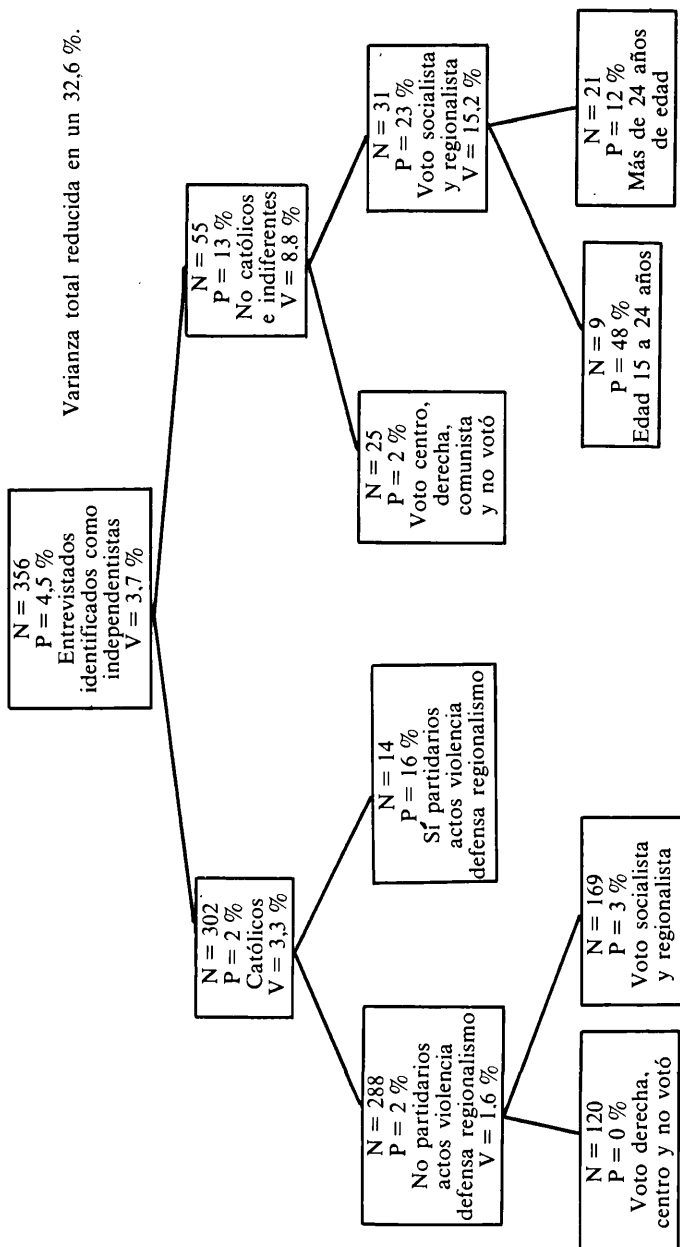 Varianza total reducida en un 32,6 %.
N = 356
P = 4,5 %
Entrevistados
identificados como
independentistas
V = 3,7 %
N = 302
P = 2 %
Católicos
V = 3,3 %
N = 55
P = 13 %
No católicos
e indiferentes
V = 8,8 %
N = 288
P = 2 %
No partidarios
actos violencia
defensa regionalismo
V = 1,6 %
N = 14
P = 16 %
Sí partidarios
actos violencia
defensa regionalismo
N = 25
P = 2 %
Voto centro,
derecha,
comunista
y no votó
N = 31
P = 23 %
Voto socialista
y regionalista
V = 15,2 %
N = 120
P = 0 %
Voto derecha,
centro y no votó
N = 169
P = 3 %
Voto socialista
y regionalista
N = 9
P = 48 %
Edad 15 a 24 años
N = 21
P = 12 %
Más de 24 años
de edad